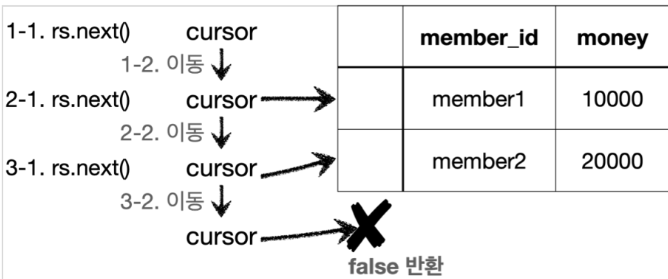 1-1. rs.next() cursor
1-2. 이동
2-1. rs.next() cursor
2-2. 이동
3-1. rs.next() cursor
3-2. 이동
cursor
false 반환
member_id money
member1 10000
member2 20000